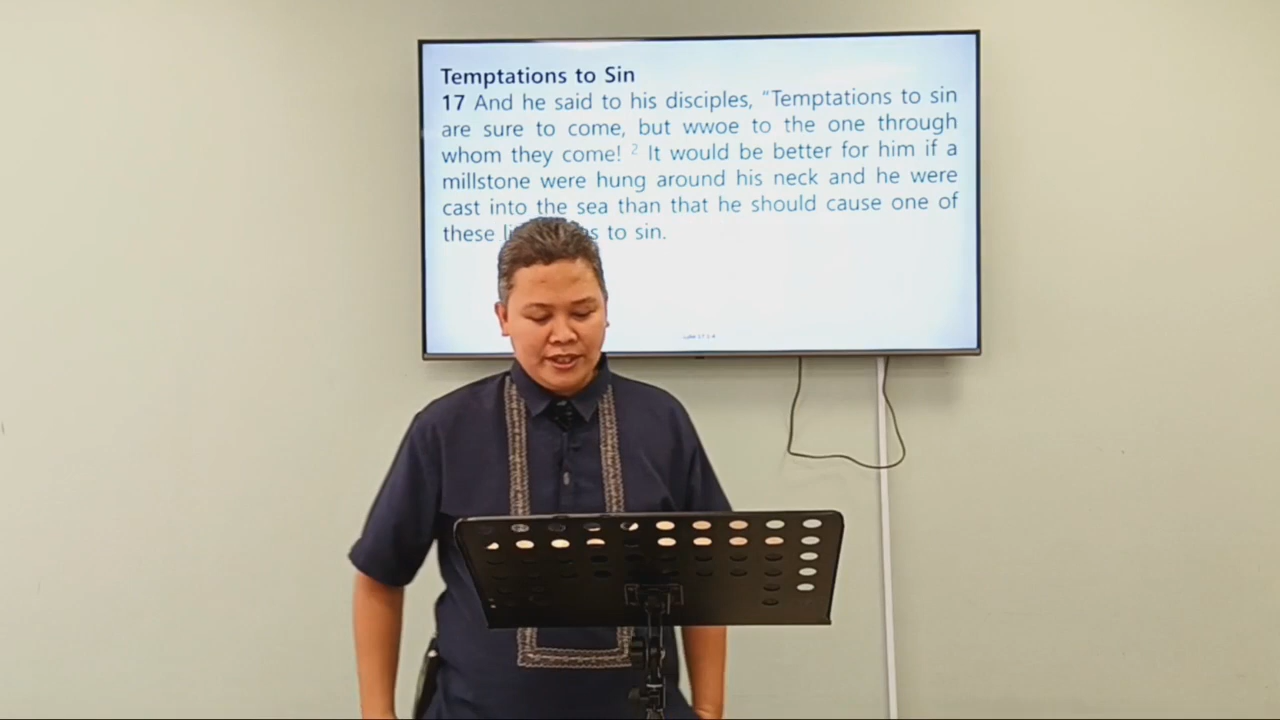 Temptations to Sin
17 And he said to his disciples, “Temptations to sin
are sure to come, but wwoe to the one through
whom they come! 2 It would be better for him if a
millstone were hung around his neck and he were
cast into the sea than that he should cause one of
these to sin.